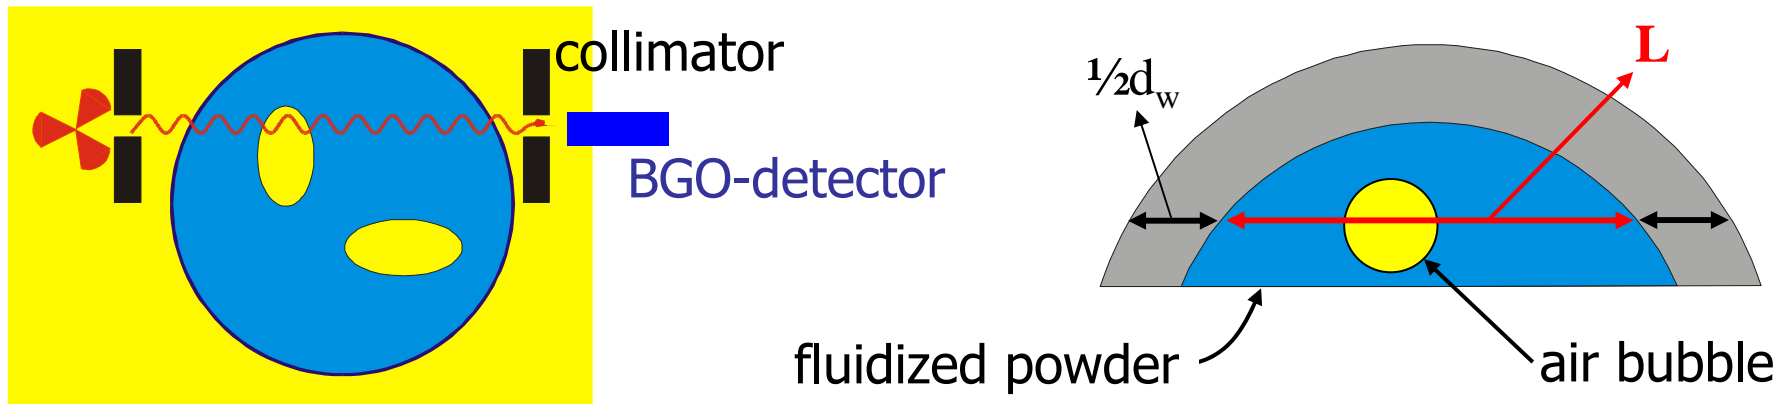 collimator
BGO-detector
½d_w
L
fluidized powder
air bubble